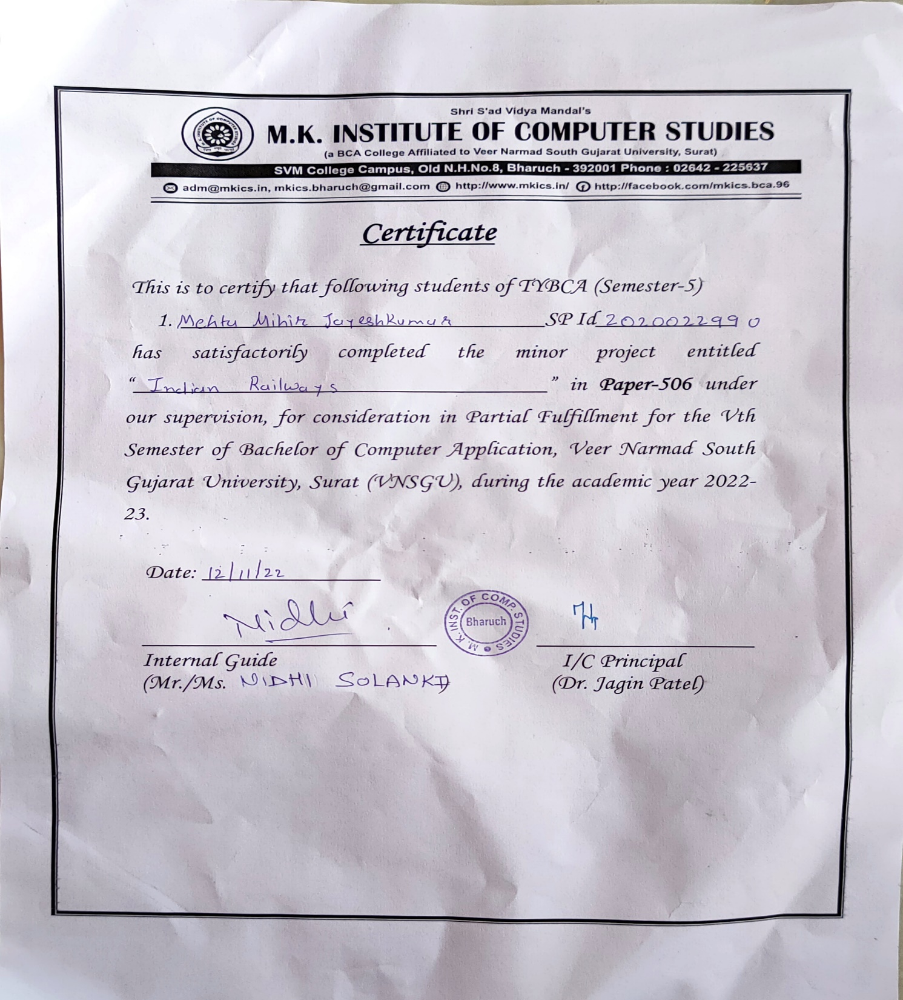 Shri S'ad Vidya Mandal's
M.K. INSTITUTE OF COMPUTER STUDIES
(a BCA College Affiliated to Veer Narmad South Gujarat University, Surat)
SVM College Campus, Old N.H.No.8, Bharuch - 392001 Phone : 02642 - 225637
adm@mkics.in, mkics.bharuch@gmail.com http://www.mkics.in/ http://facebook.com/mkics.bca.96
Certificate
This is to certify that following students of TYBCA (Semester-5)
1. Mehta Mihir Jayeshkumar SP Id 2020022990
has satisfactorily completed the minor project entitled
“ Indian Railways ” in Paper-506 under
our supervision, for consideration in Partial Fulfillment for the Vth
Semester of Bachelor of Computer Application, Veer Narmad South
Gujarat University, Surat (VNSGU), during the academic year 2022-
23.
Date: 12/11/22
Nidhi
M. K. INST. OF COMP. STUDIES
Bharuch
Internal Guide
(Mr./Ms. NIDHI SOLANKI)
I/C Principal
(Dr. Jagin Patel)